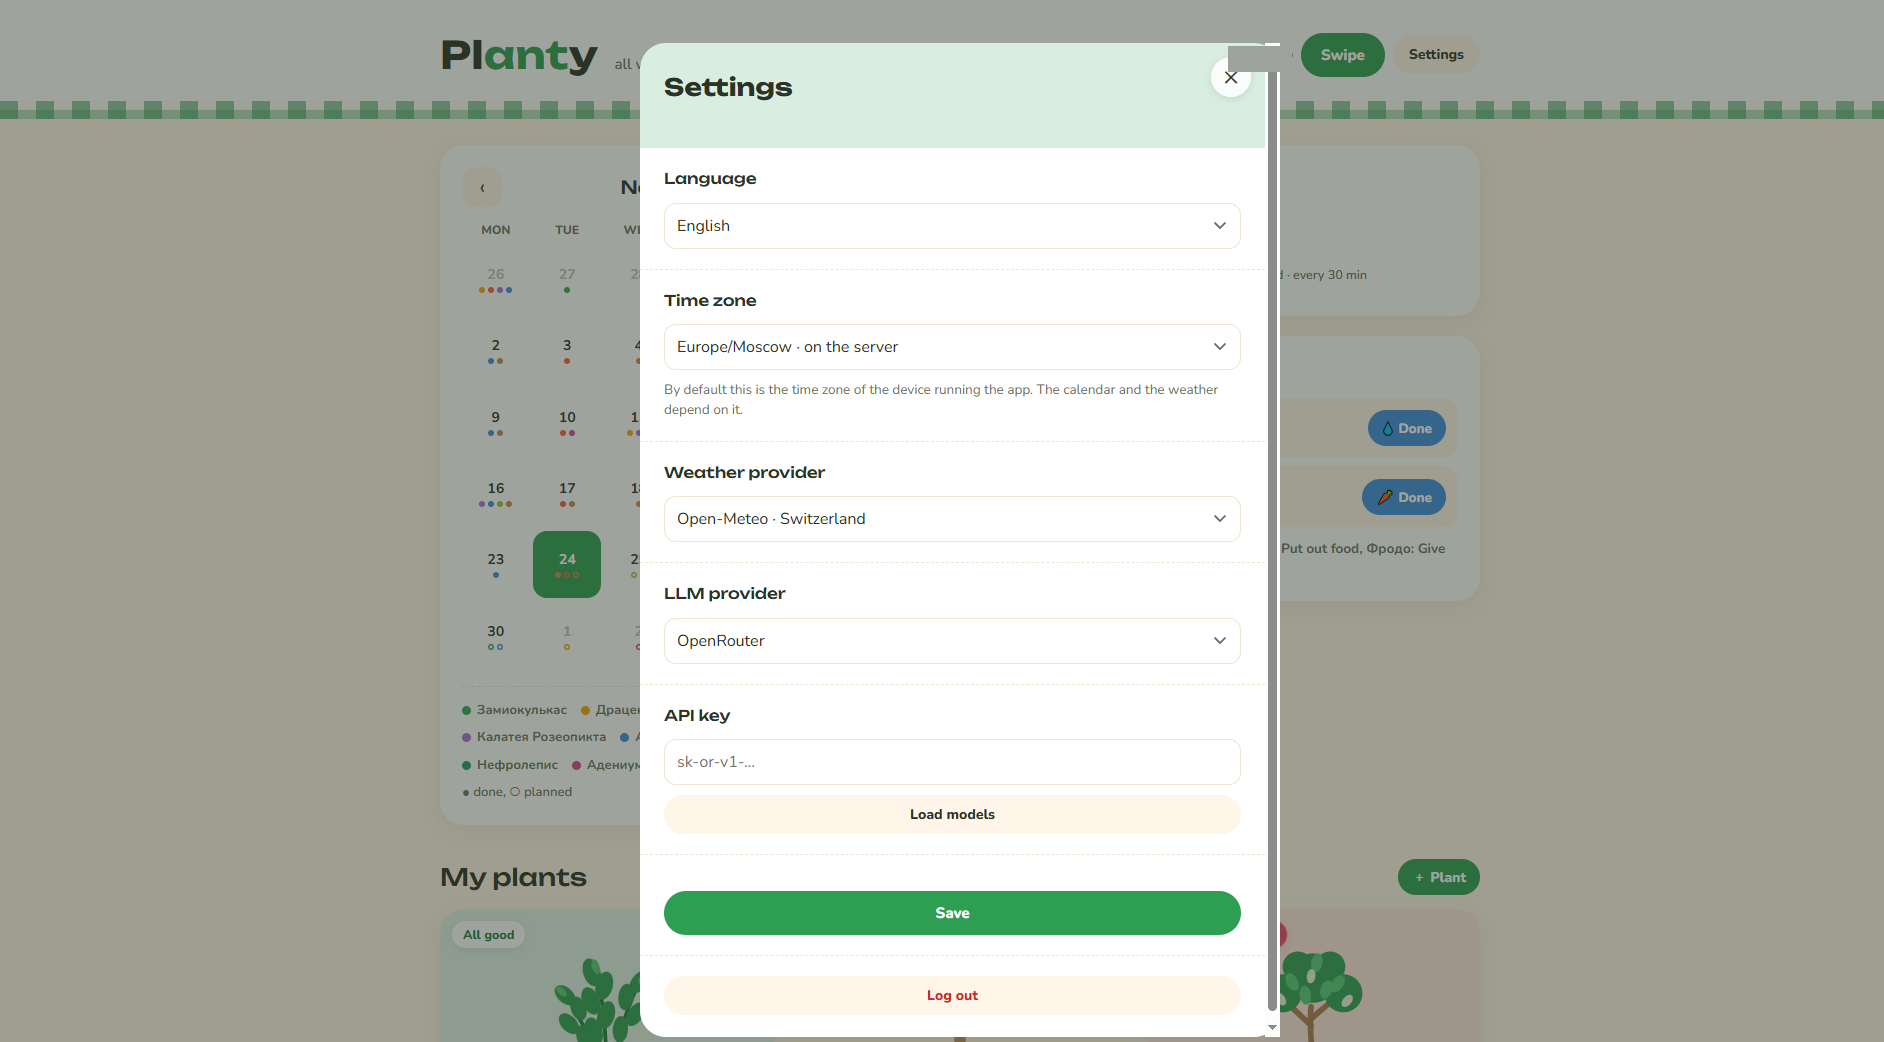 Planty
all
Swipe
Settings
Settings
Language
English
Time zone
Europe/Moscow · on the server
By default this is the time zone of the device running the app. The calendar and the weather
depend on it.
Weather provider
Open-Meteo · Switzerland
LLM provider
OpenRouter
API key
sk-or-v1-...
Load models
Save
Log out
‹
MON TUE
26 27
2 3
9 10
16 17
23 24
30 1
Замиокулькас
Калатея Розеопикта
Нефролепис
● done, ○ planned
· every 30 min
Done
Done
Put out food, Фродо: Give
My plants
+ Plant
All good